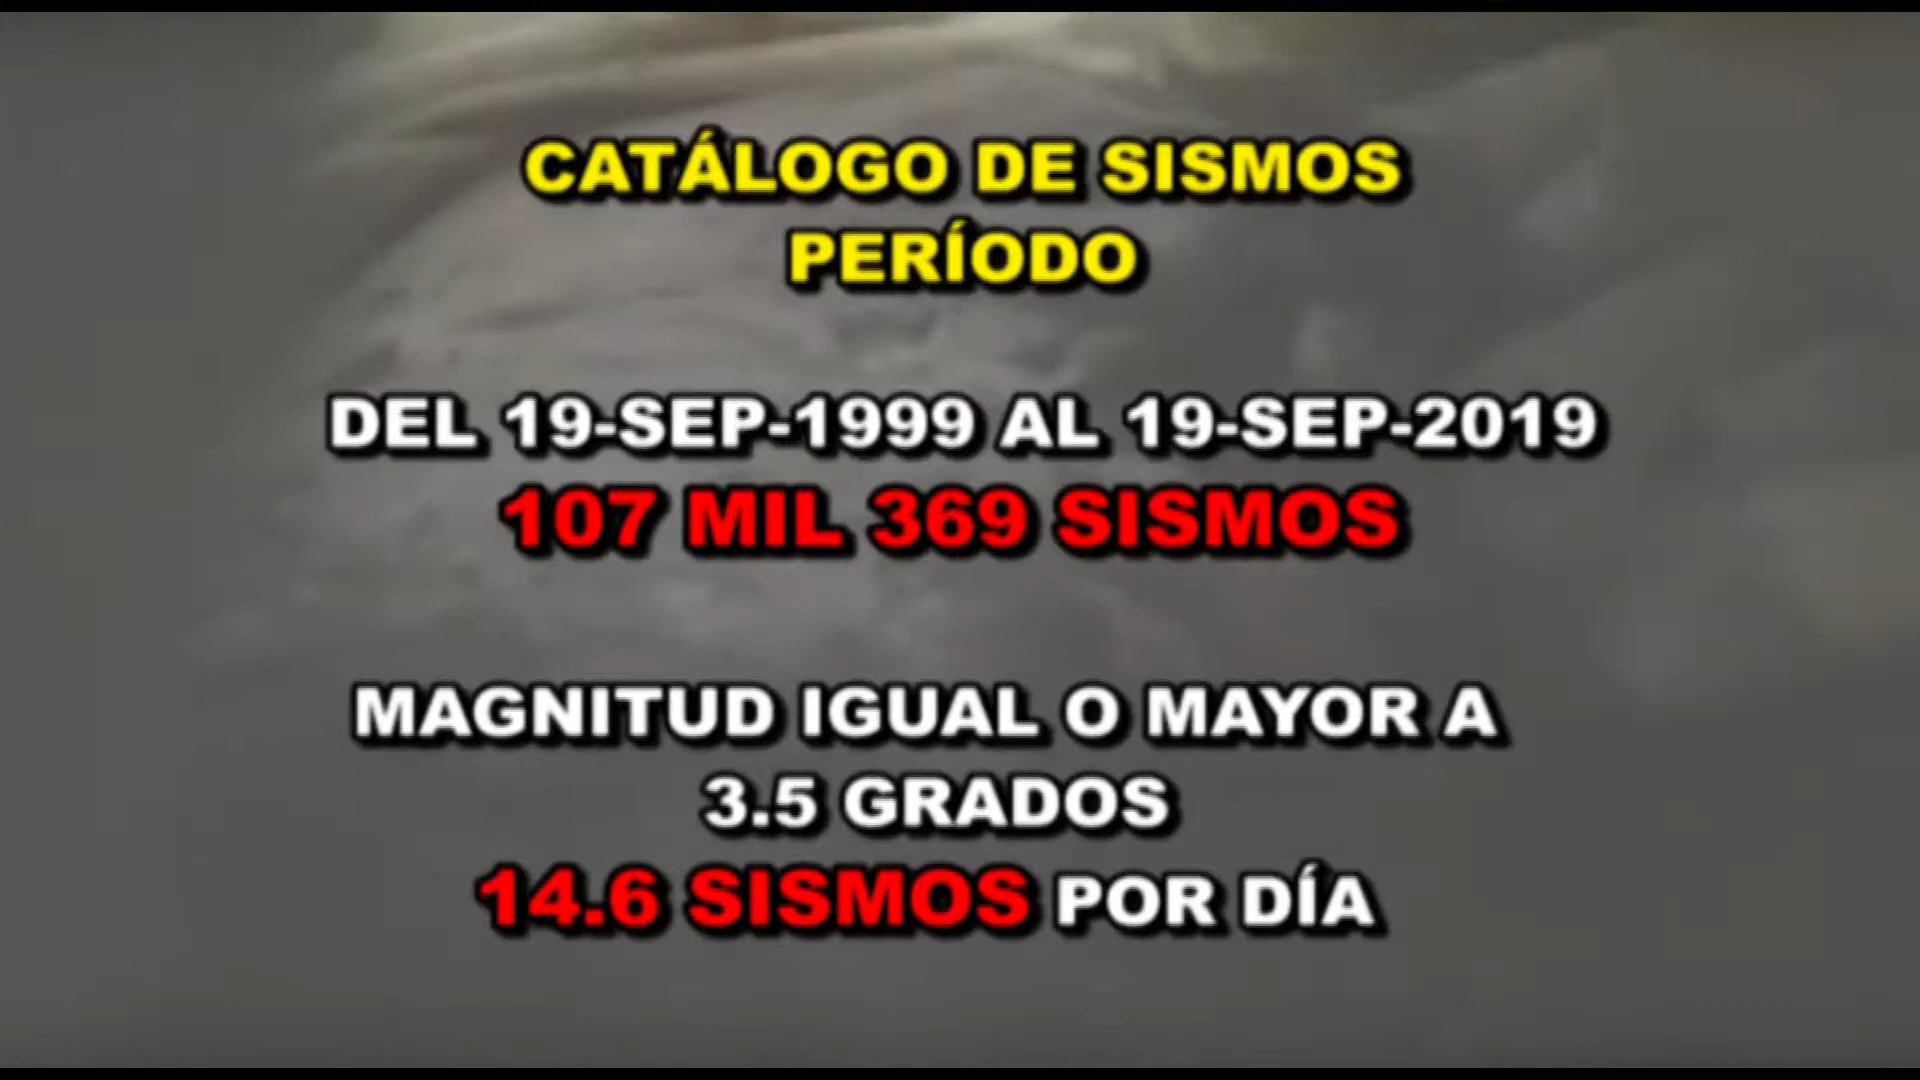 CATÁLOGO DE SISMOS
PERÍODO
DEL 19-SEP-1999 AL 19-SEP-2019
107 MIL 369 SISMOS
MAGNITUD IGUAL O MAYOR A
3.5 GRADOS
14.6 SISMOS POR DÍA